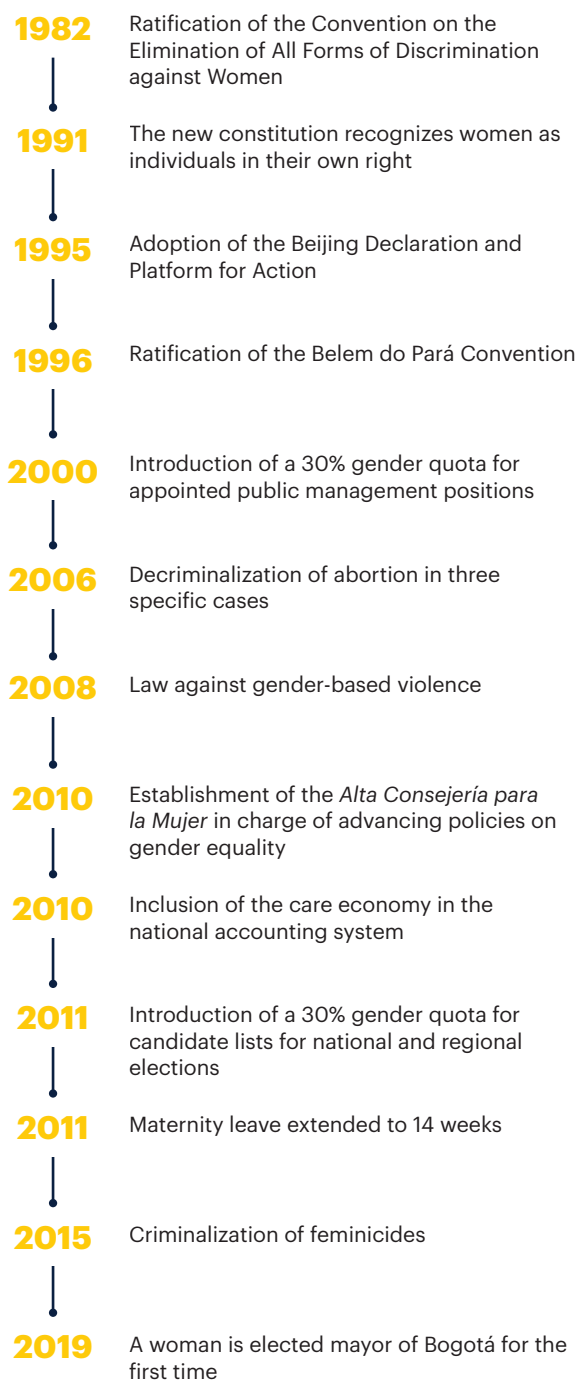 1982
Ratification of the Convention on the
Elimination of All Forms of Discrimination
against Women
1991
The new constitution recognizes women as
individuals in their own right
1995
Adoption of the Beijing Declaration and
Platform for Action
1996
Ratification of the Belem do Pará Convention
2000
Introduction of a 30% gender quota for
appointed public management positions
2006
Decriminalization of abortion in three
specific cases
2008
Law against gender-based violence
2010
Establishment of the Alta Consejería para
la Mujer in charge of advancing policies on
gender equality
2010
Inclusion of the care economy in the
national accounting system
2011
Introduction of a 30% gender quota for
candidate lists for national and regional
elections
2011
Maternity leave extended to 14 weeks
2015
Criminalization of feminicides
2019
A woman is elected mayor of Bogotá for the
first time